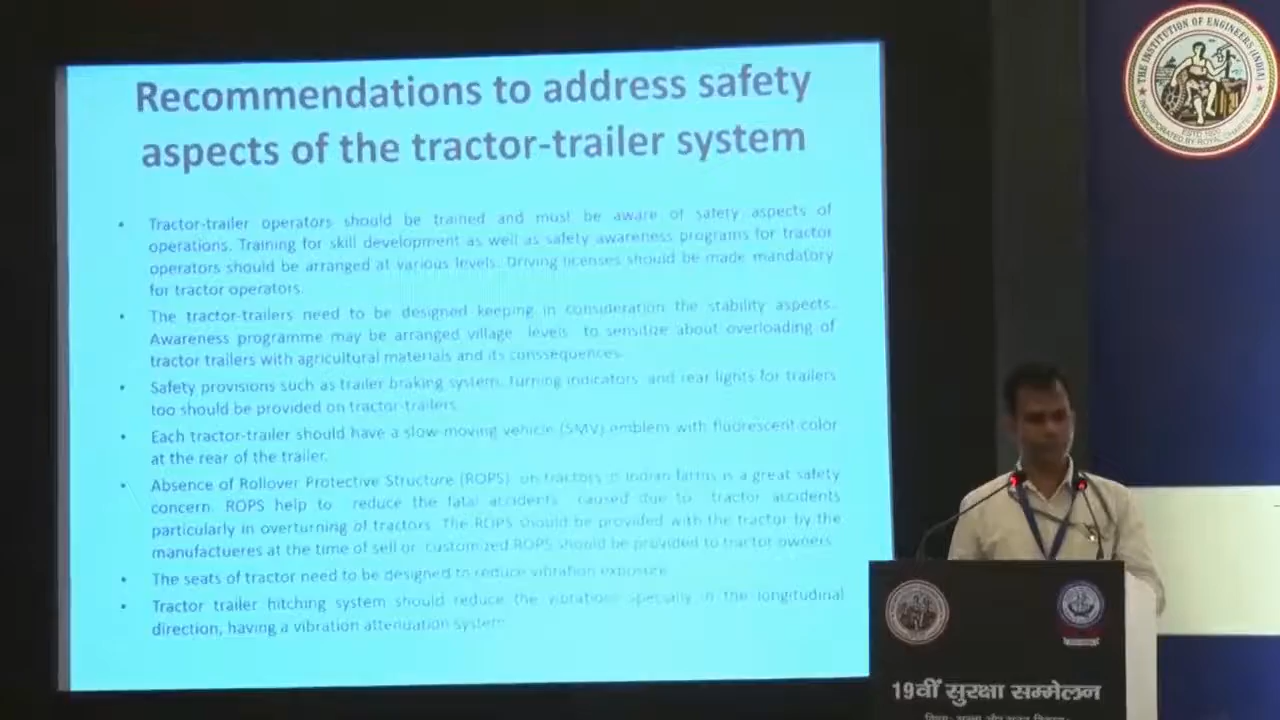 Recommendations to address safety
aspects of the tractor-trailer system
• Tractor-trailer operators should be trained and must be aware of safety aspects of
operations. Training for skill development as well as safety awareness programs for tractor
operators should be arranged at various levels. Driving licenses should be made mandatory
for tractor operators.
• The tractor-trailers need to be designed keeping in consideration the stability aspects.
Awareness programme may be arranged village levels to sensitize about overloading of
tractor trailers with agricultural materials and its conssequences.
• Safety provisions such as trailer braking system, turning indicators and rear lights for trailers
too should be provided on tractor-trailers.
• Each tractor-trailer should have a slow moving vehicle (SMV) emblem with fluorescent color
at the rear of the trailer.
• Absence of Rollover Protective Structure (ROPS) on tractors in Indian farms is a great safety
concern. ROPS help to reduce the fatal accidents caused due to tractor accidents
particularly in overturning of tractors. The ROPS should be provided with the tractor by the
manufactueres at the time of sell or customized ROPS should be provided to tractor owners.
• The seats of tractor need to be designed to reduce vibration exposure.
• Tractor trailer hitching system should reduce the vibrations specially in the longitudinal
direction, having a vibration attenuation system.
THE INSTITUTION OF ENGINEERS (INDIA)
ESTD 1920
INCORPORATED BY ROYAL CHARTER
19वीं सुरक्षा सम्मेलन